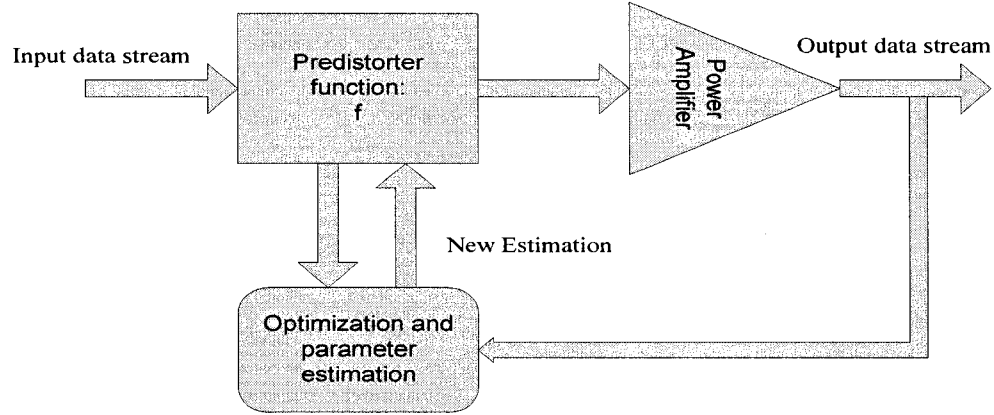 Input data stream
Predistorter
function:
f
Power
Amplifier
Output data stream
New Estimation
Optimization and
parameter
estimation